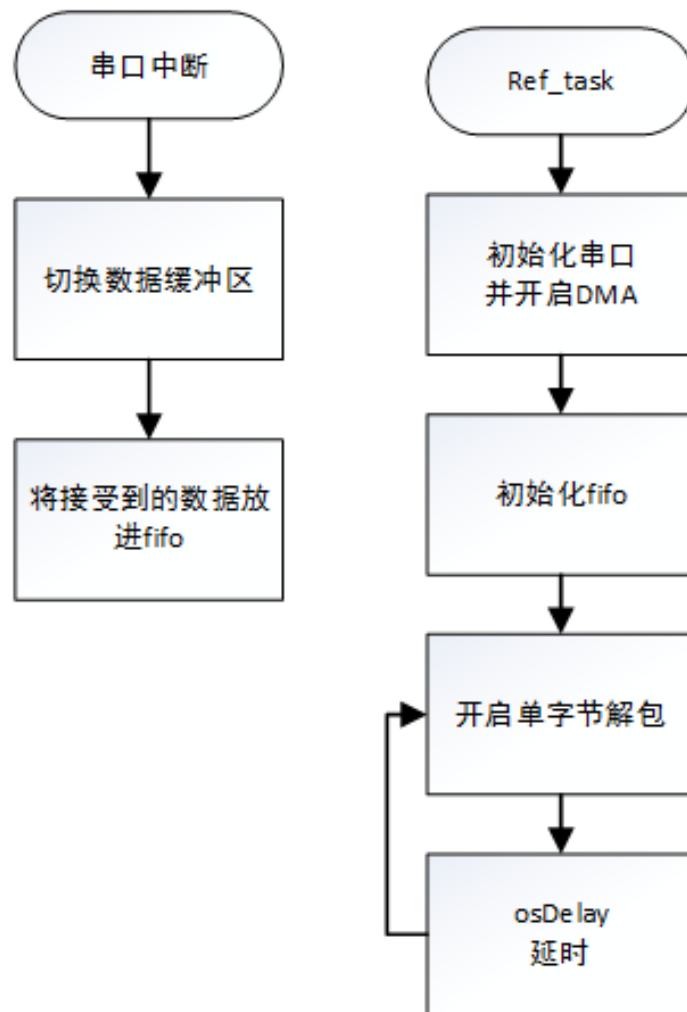 串口中断
切换数据缓冲区
将接受到的数据放
进fifo
Ref_task
初始化串口
并开启DMA
初始化fifo
开启单字节解包
osDelay
延时